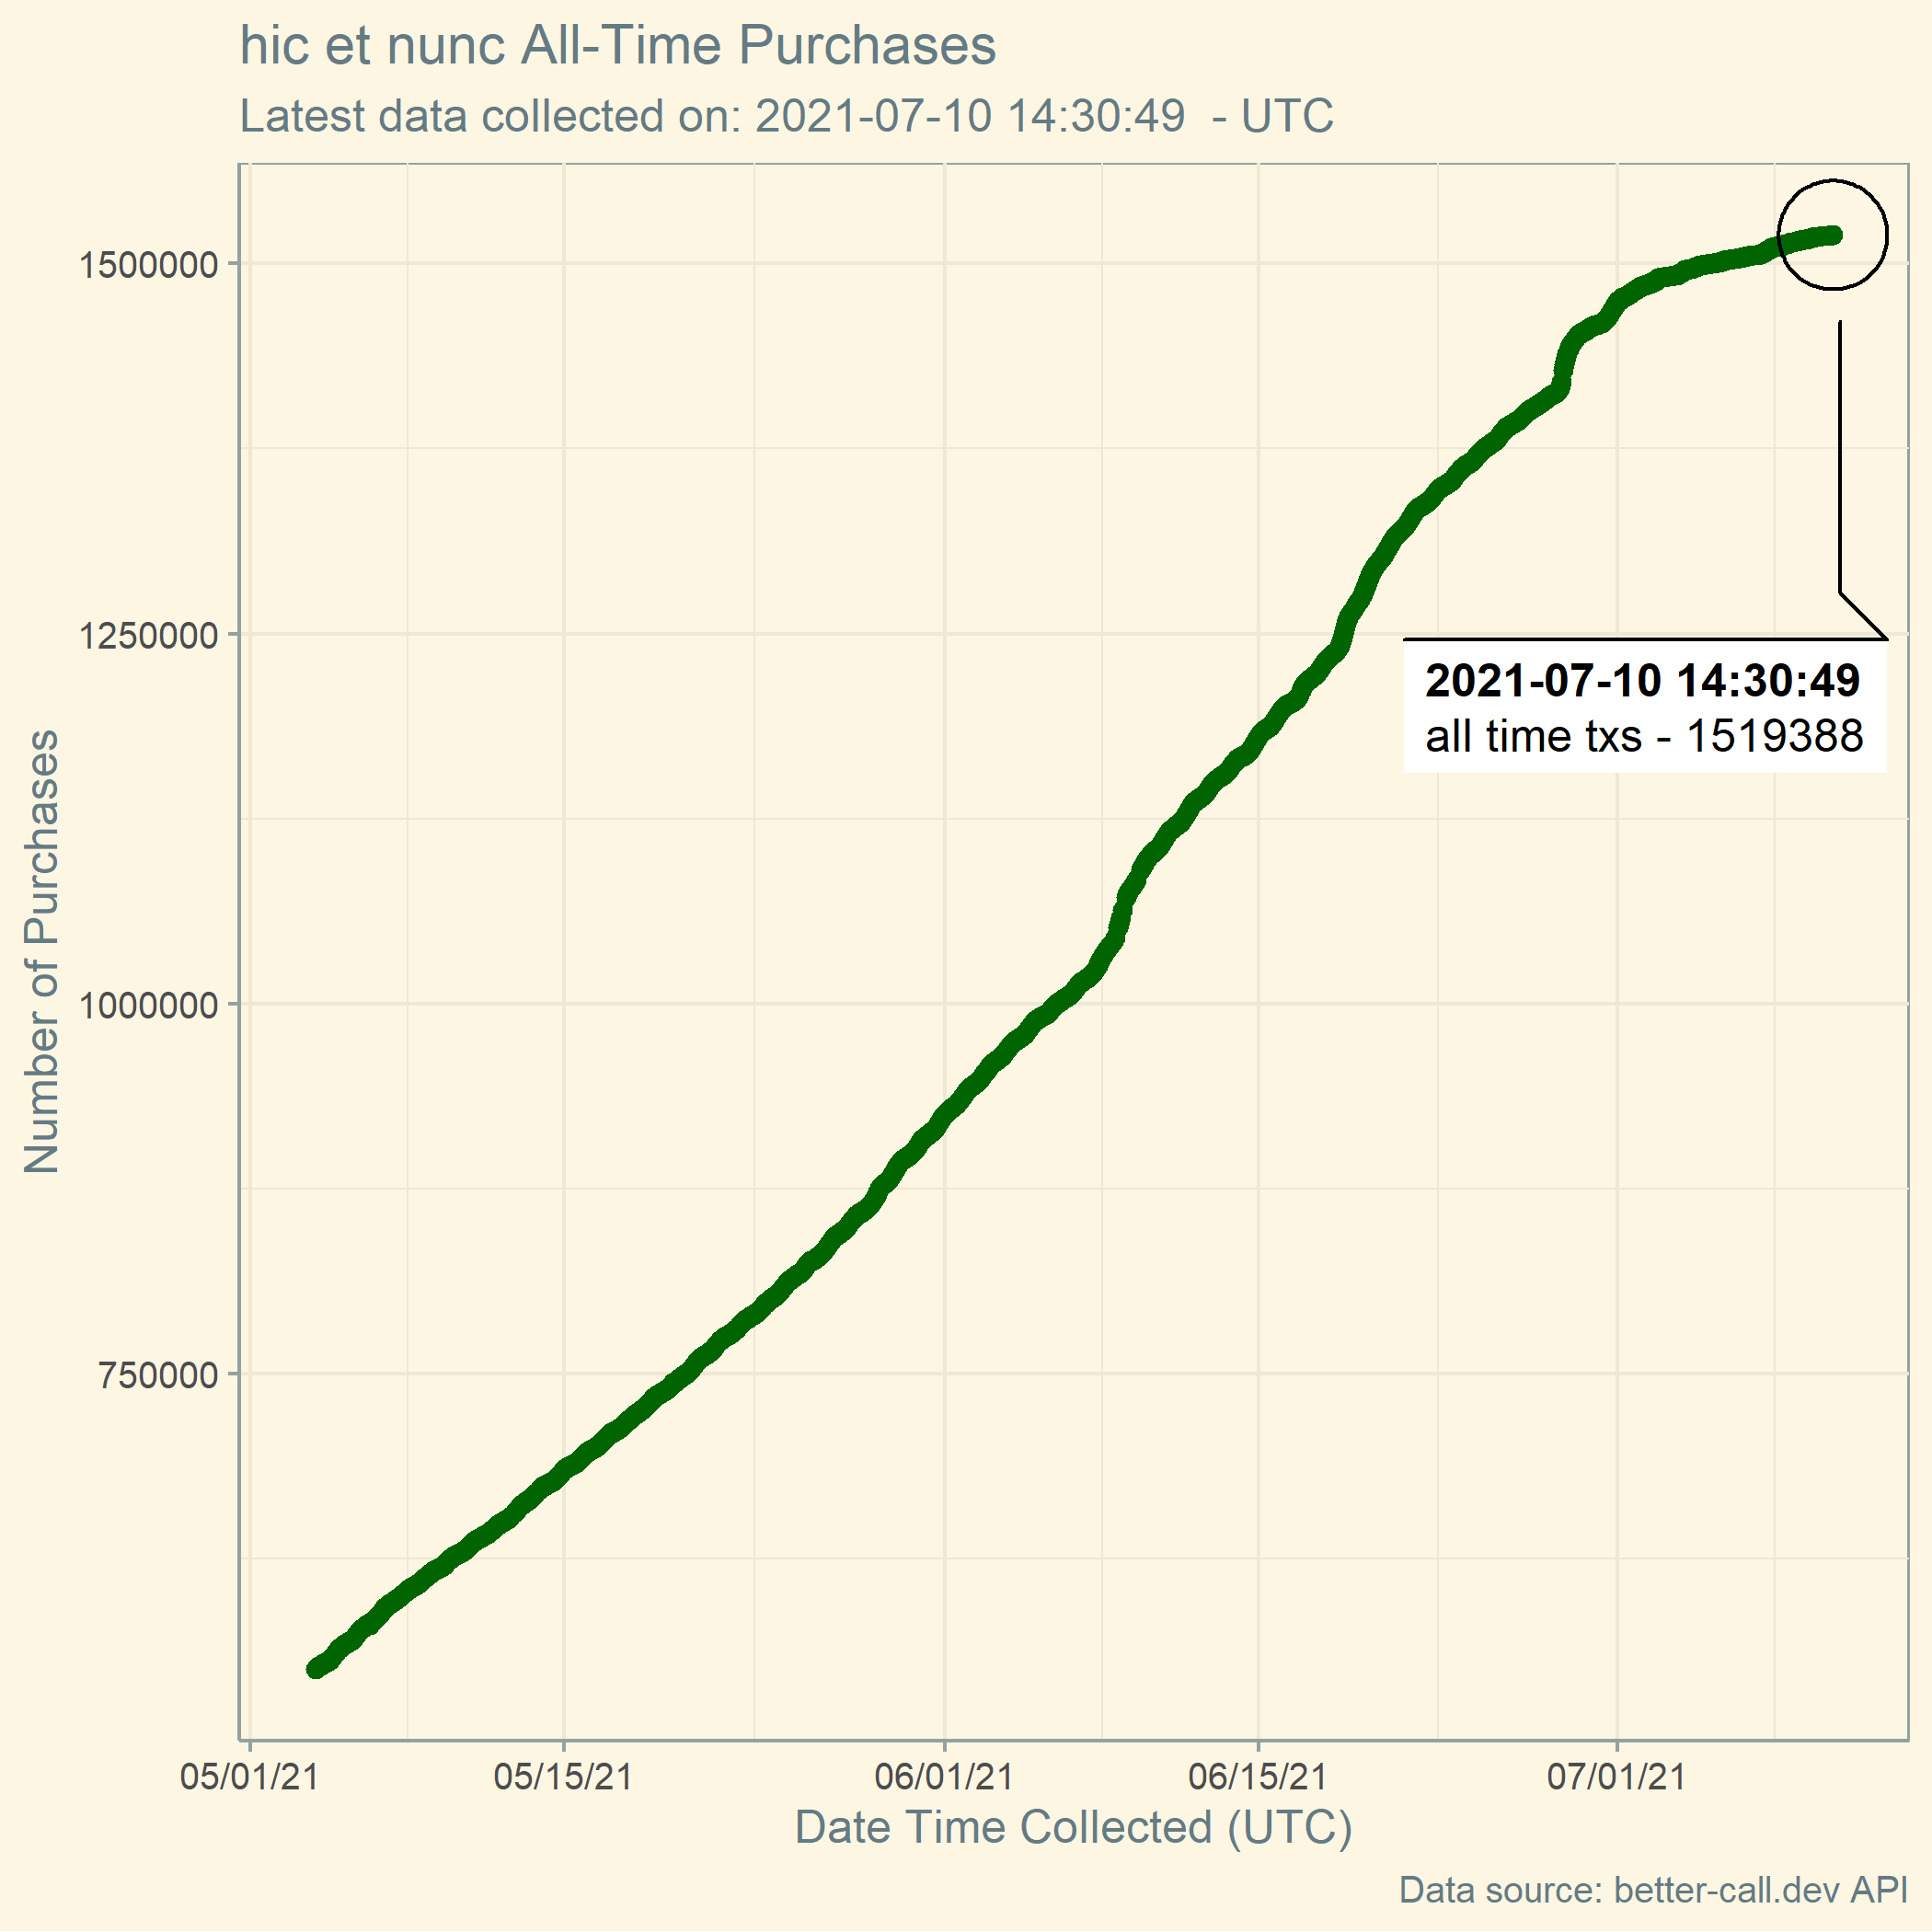 hic et nunc All-Time Purchases
Latest data collected on: 2021-07-10 14:30:49  - UTC
Number of Purchases
1500000
1250000
1000000
750000
2021-07-10 14:30:49
all time txs - 1519388
05/01/21 05/15/21 06/01/21 06/15/21 07/01/21
Date Time Collected (UTC)
Data source: better-call.dev API